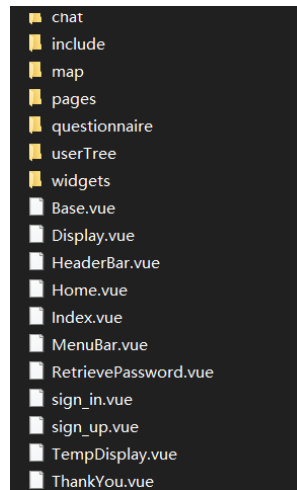 chat
include
map
pages
questionnaire
userTree
widgets
Base.vue
Display.vue
HeaderBar.vue
Home.vue
Index.vue
MenuBar.vue
RetrievePassword.vue
sign_in.vue
sign_up.vue
TempDisplay.vue
ThankYou.vue